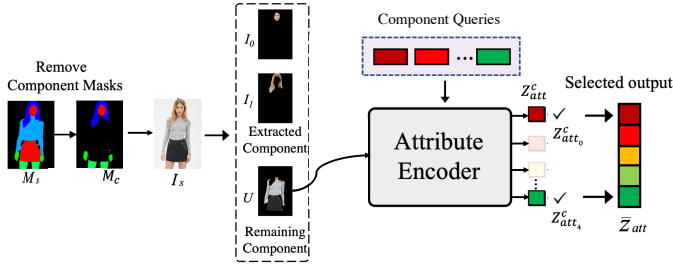 Remove
Component Masks
M_s
M_c
I_s
I_0
I_I
Extracted
Component
U
Remaining
Component
Component Queries
...
Attribute
Encoder
Z^c_att
Z^c_att_0
Z^c_att_4
Selected output
z̅_att